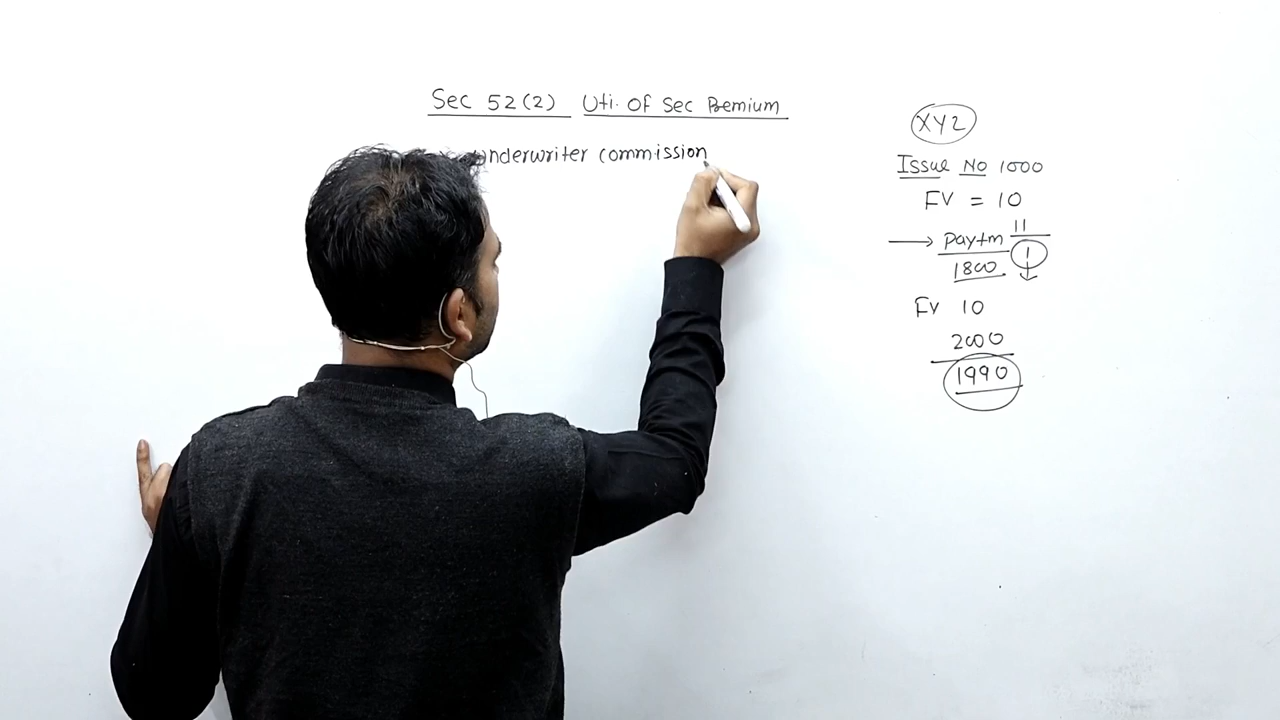 Sec 52(2) Uti. Of Sec Premium
Underwriter commission
XYZ
Issue No 1000
FV = 10
→ paytm 11
1800 1
FV 10
2000
1990